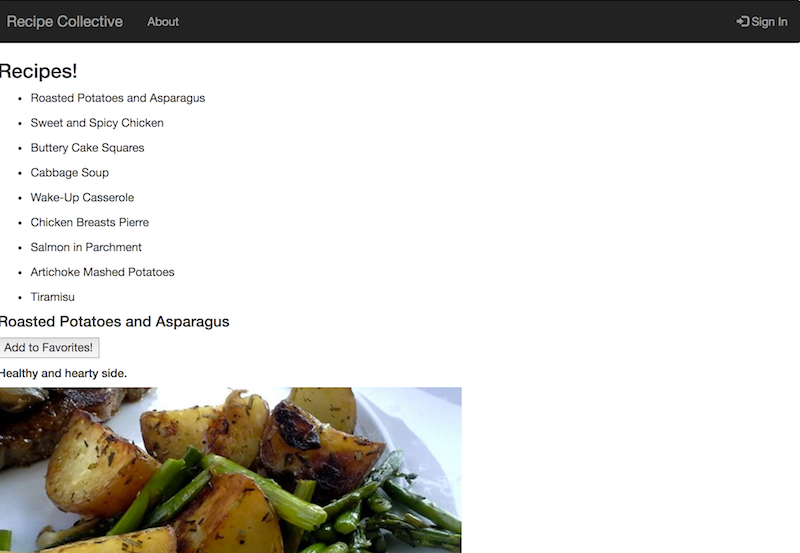 Recipe Collective About Sign In
Recipes!
Roasted Potatoes and Asparagus
Sweet and Spicy Chicken
Buttery Cake Squares
Cabbage Soup
Wake-Up Casserole
Chicken Breasts Pierre
Salmon in Parchment
Artichoke Mashed Potatoes
Tiramisu
Roasted Potatoes and Asparagus
Add to Favorites!
Healthy and hearty side.